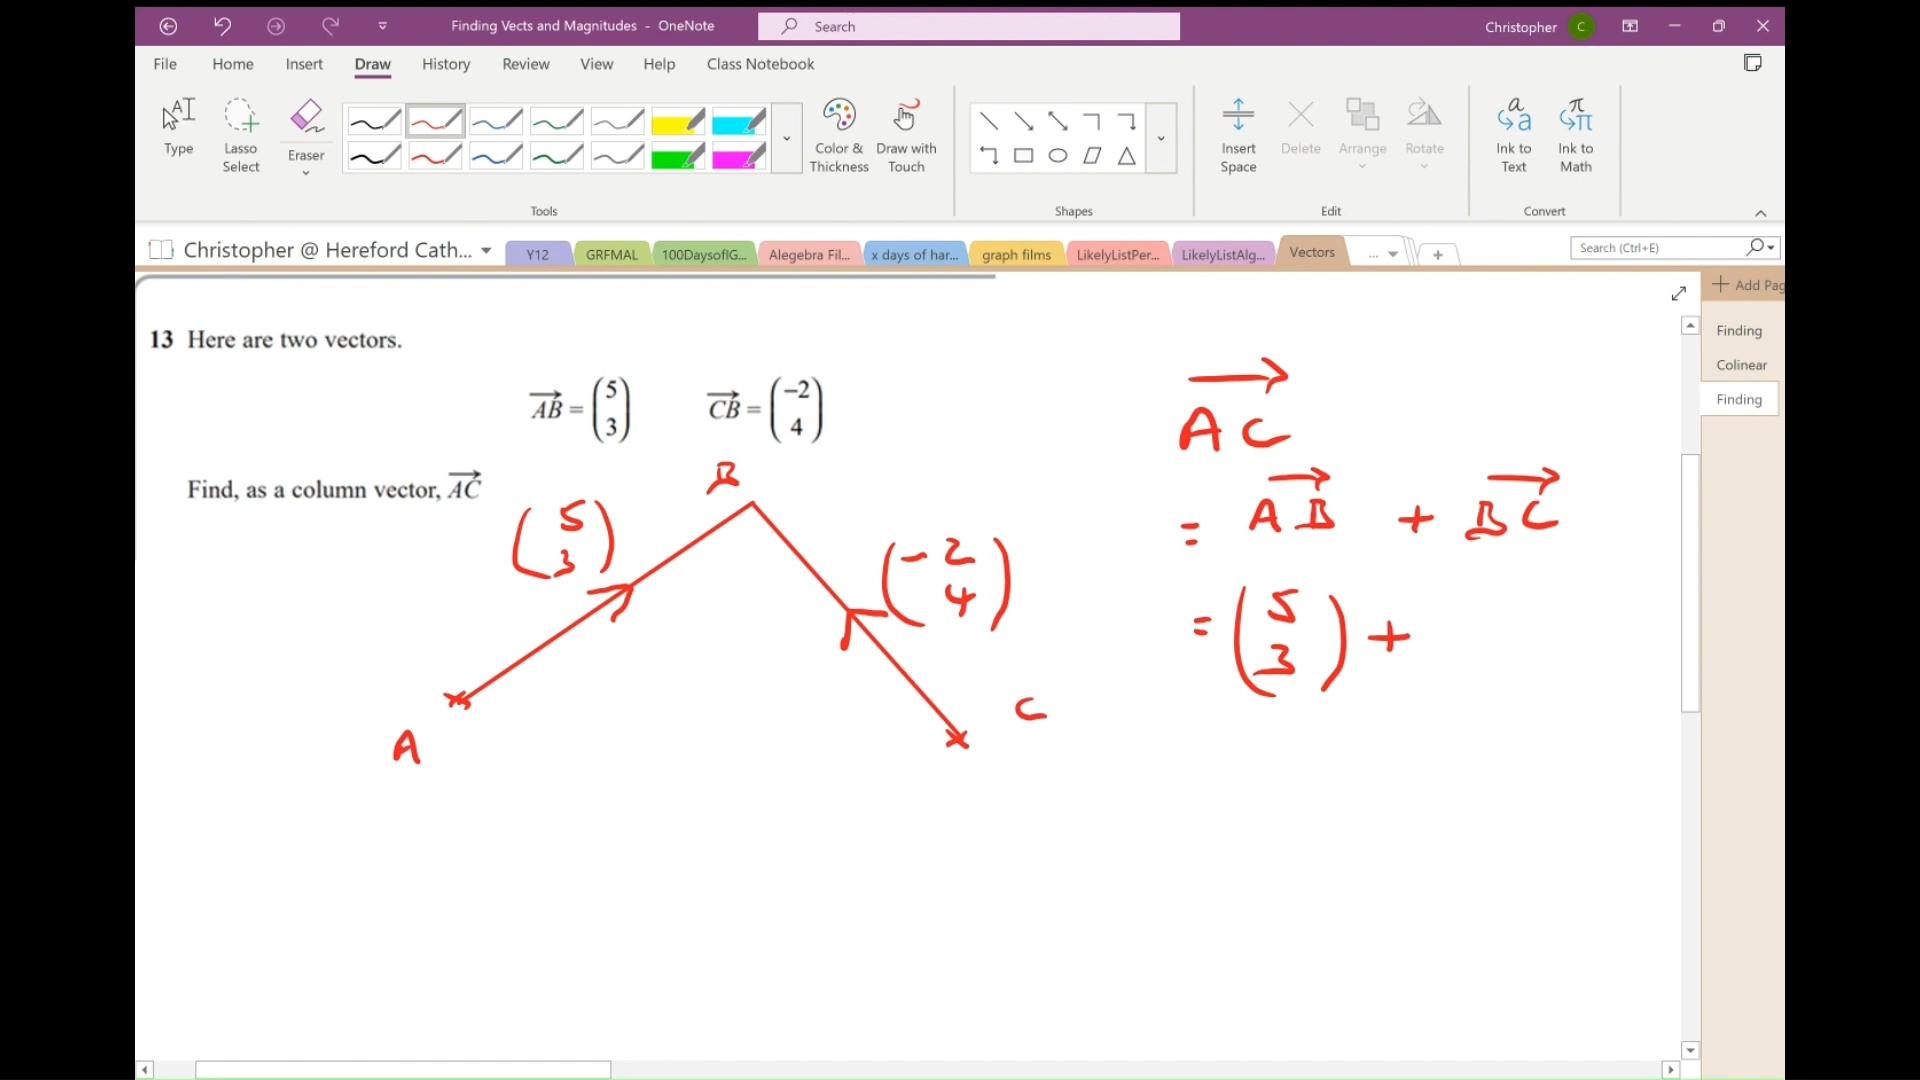 Finding Vects and Magnitudes - OneNote
Search
Christopher C
File Home Insert Draw History Review View Help Class Notebook
Type
Lasso Select
Eraser
Color & Thickness
Draw with Touch
Insert Space
Delete
Arrange
Rotate
Ink to Text
Ink to Math
Tools Shapes Edit Convert
Christopher @ Hereford Cath...
Y12 GRFMAL 100DaysofIG... Alegebra Fil... x days of har... graph films LikelyListPer... LikelyListAlg... Vectors ... +
Search (Ctrl+E)
Add Pag
Finding
Colinear
Finding
13 Here are two vectors.
AB = (5 3) CB = (-2 4)
Find, as a column vector, AC
B
(5 3)
(-2 4)
A
C
AC
= AB + BC
= (5 3) +